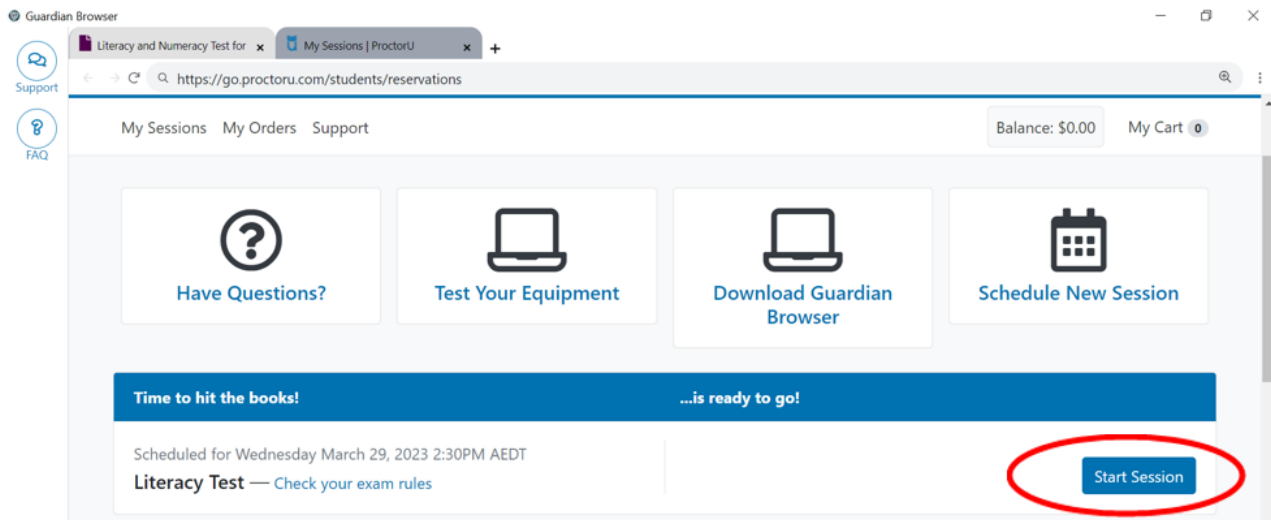 Guardian Browser
Literacy and Numeracy Test for
My Sessions | ProctorU
Support
https://go.proctoru.com/students/reservations
FAQ
My Sessions My Orders Support
Balance: $0.00
My Cart 0
Have Questions?
Test Your Equipment
Download Guardian
Browser
Schedule New Session
Time to hit the books!
...is ready to go!
Scheduled for Wednesday March 29, 2023 2:30PM AEDT
Literacy Test — Check your exam rules
Start Session